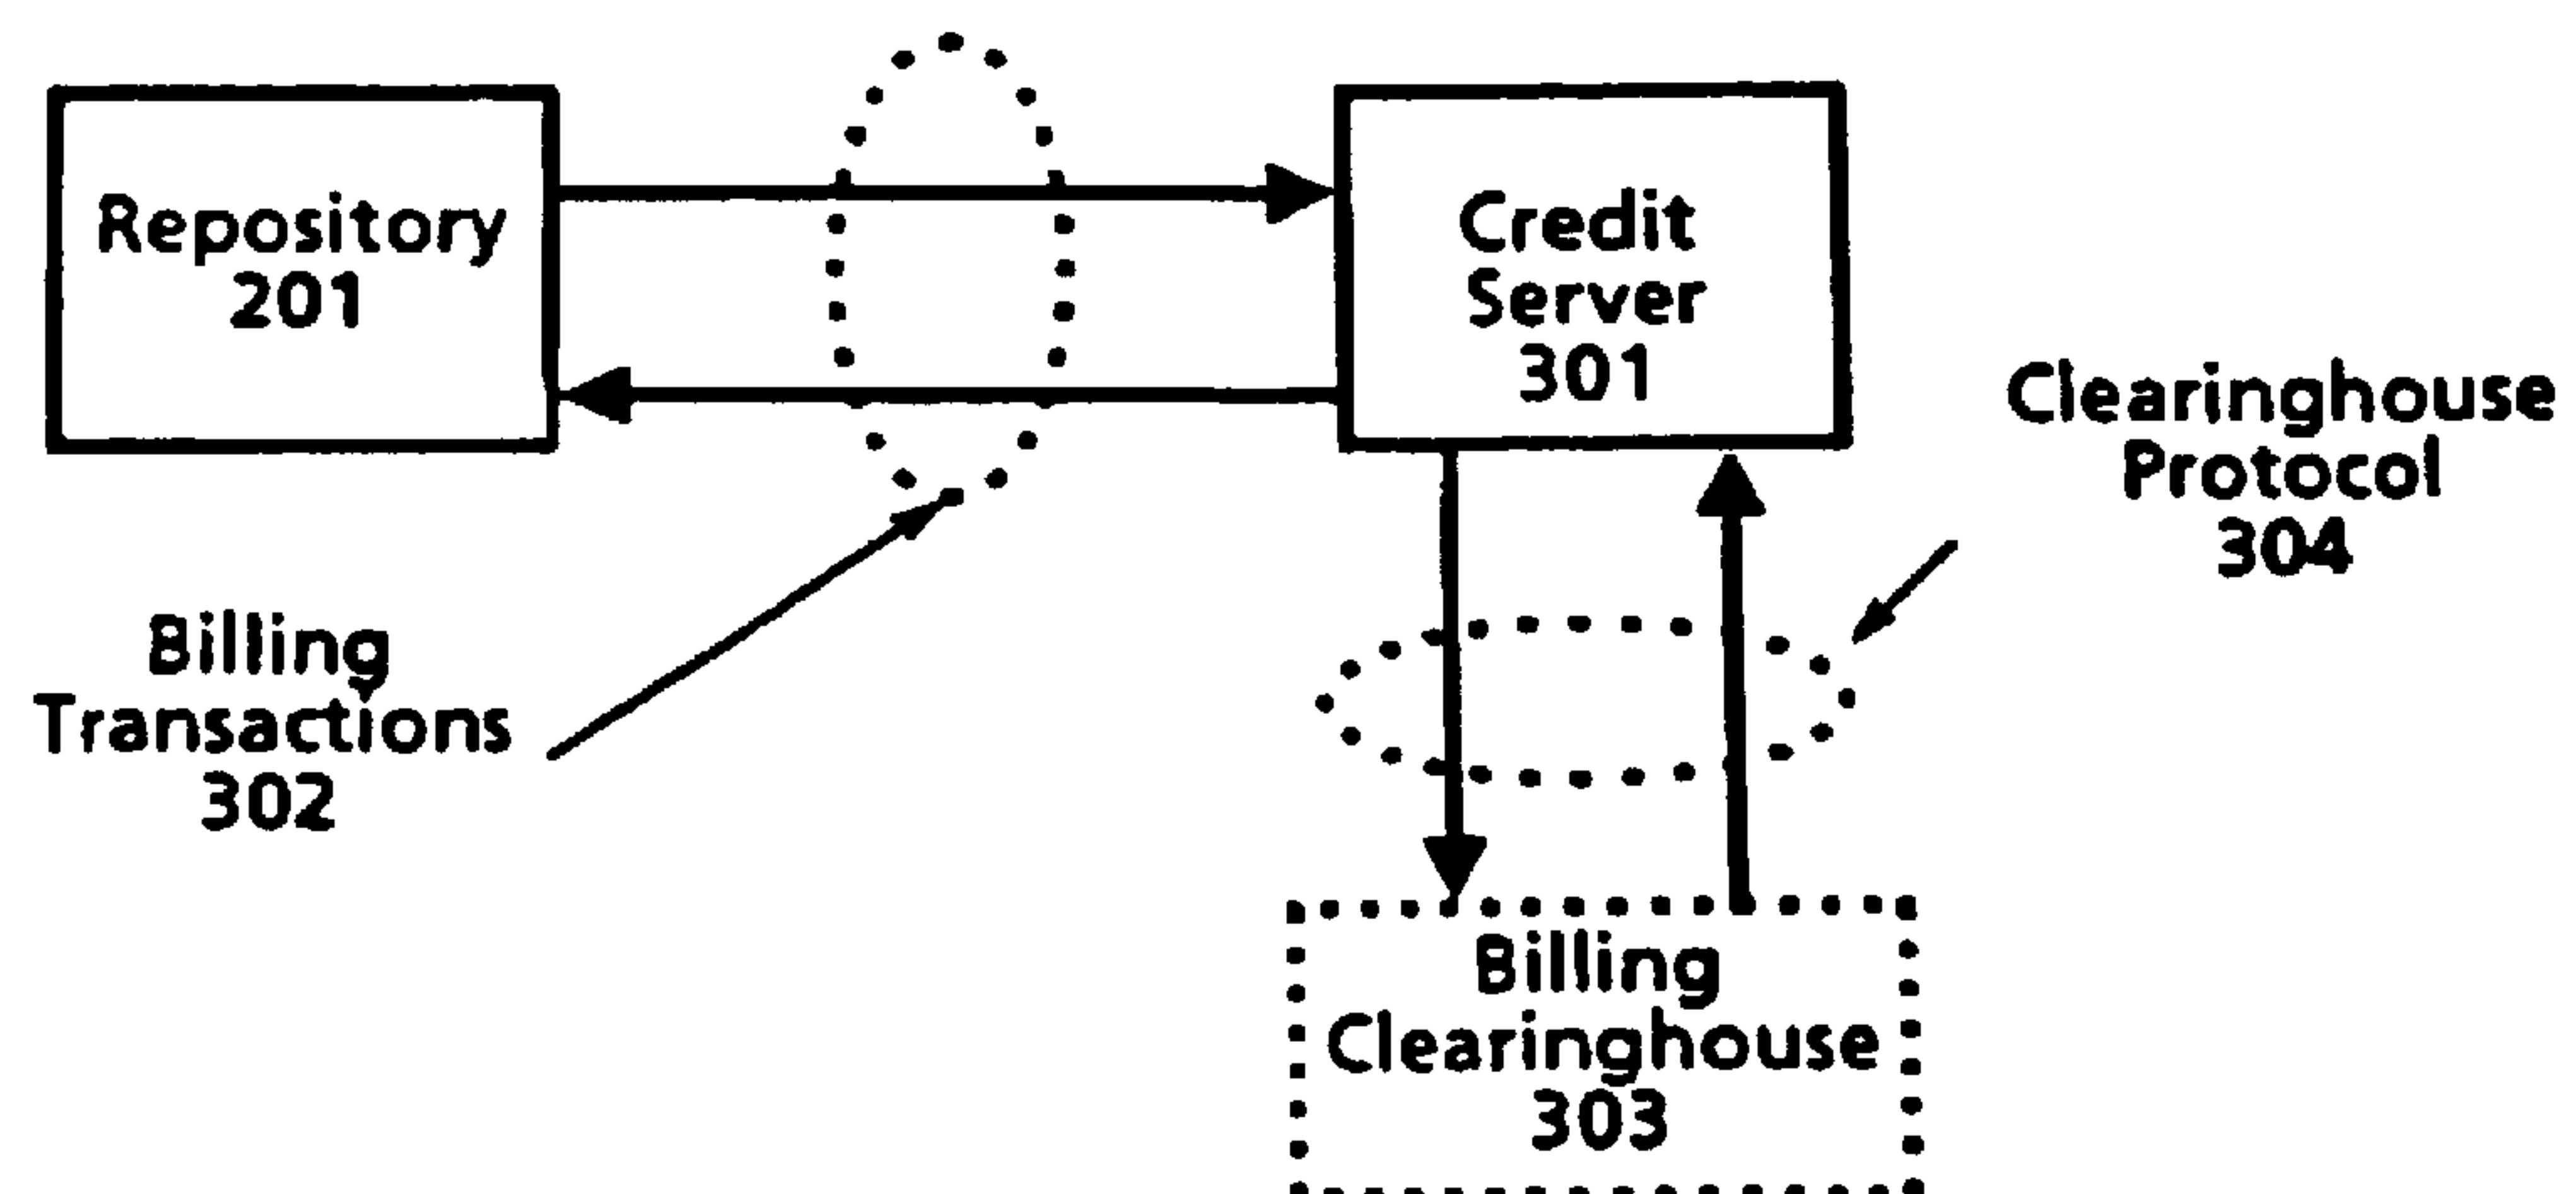 Repository
201
Credit
Server
301
Clearinghouse
Protocol
304
Billing
Transactions
302
Billing
Clearinghouse
303